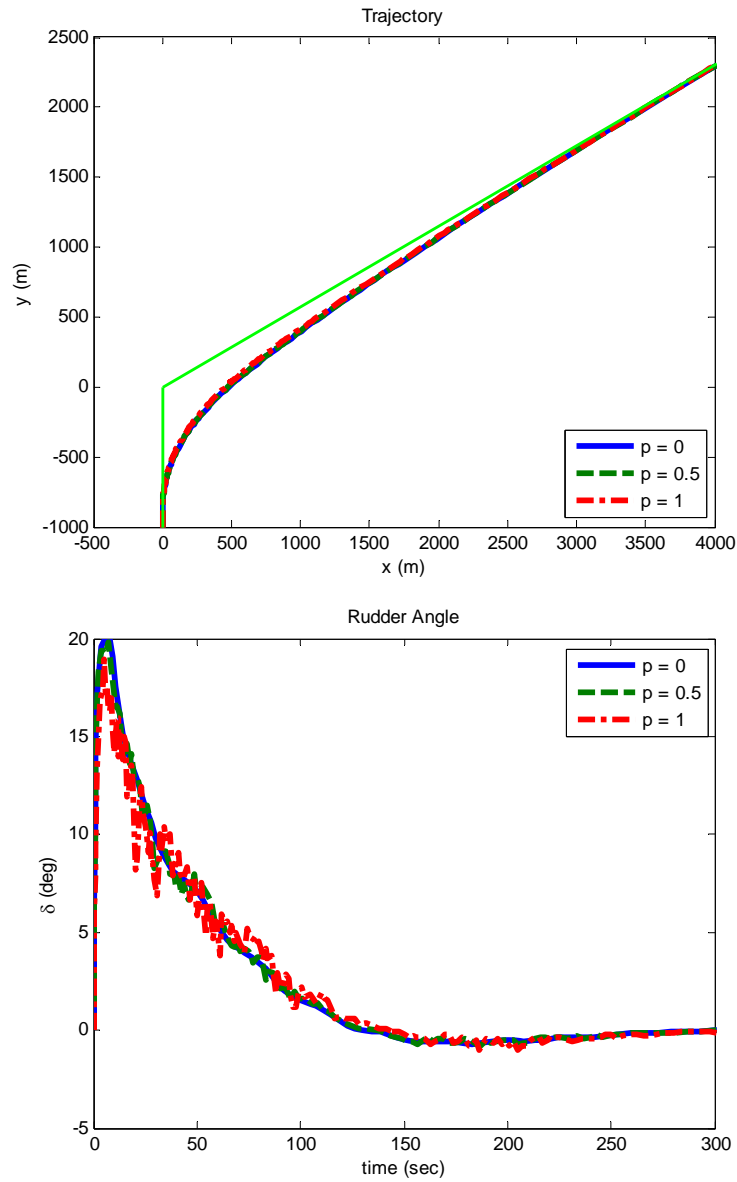 Trajectory
2500
2000
1500
1000
500
0
-500
-1000
y (m)
p = 0
p = 0.5
p = 1
-500 0 500 1000 1500 2000 2500 3000 3500 4000
x (m)
Rudder Angle
20
15
10
5
0
-5
δ (deg)
p = 0
p = 0.5
p = 1
0 50 100 150 200 250 300
time (sec)